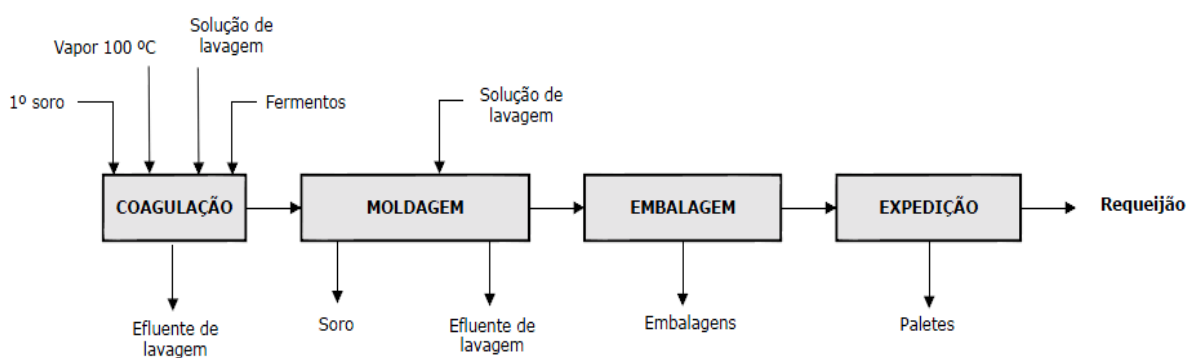 Solução de
lavagem
Vapor 100 ºC
1º soro
Fermentos
Solução de
lavagem
COAGULAÇÃO
MOLDAGEM
EMBALAGEM
EXPEDIÇÃO
Requeijão
Efluente de
lavagem
Soro
Efluente de
lavagem
Embalagens
Paletes